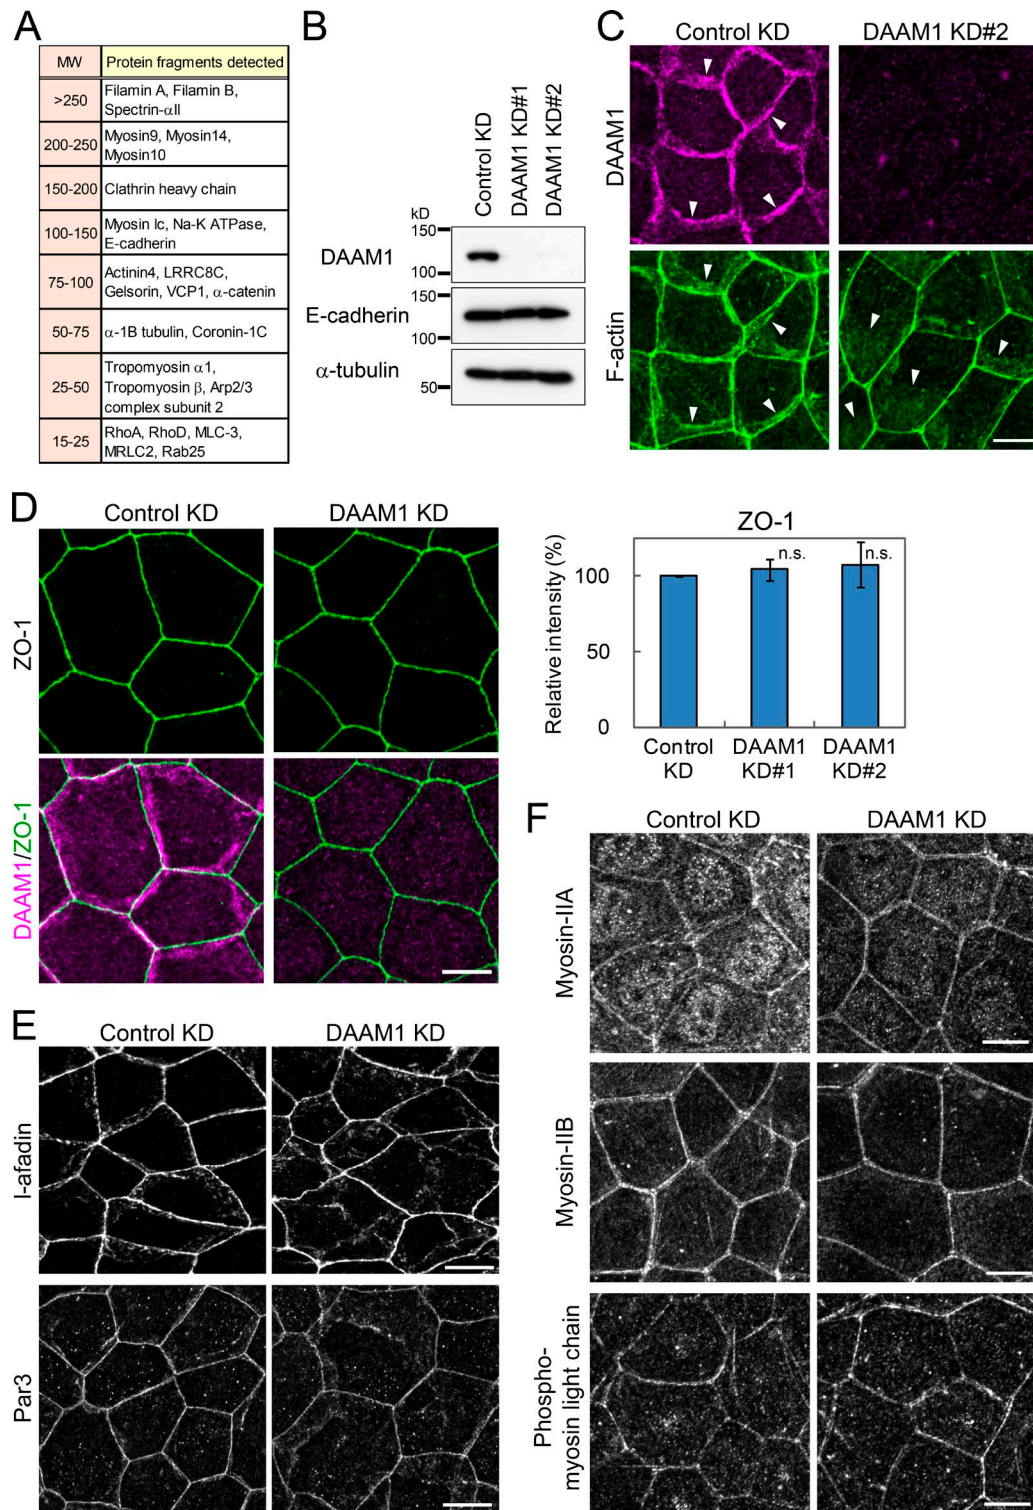 A
MW
Protein fragments detected
>250
Filamin A, Filamin B,
Spectrin-αII
200-250
Myosin9, Myosin14,
Myosin10
150-200
Clathrin heavy chain
100-150
Myosin Ic, Na-K ATPase,
E-cadherin
75-100
Actinin4, LRRC8C,
Gelsorin, VCP1, α-catenin
50-75
α-1B tubulin, Coronin-1C
25-50
Tropomyosin α1,
Tropomyosin β, Arp2/3
complex subunit 2
15-25
RhoA, RhoD, MLC-3,
MRLC2, Rab25
B
Control KD
DAAM1 KD#1
DAAM1 KD#2
kD
150
DAAM1
100
150
E-cadherin
100
α-tubulin
50
C
Control KD
DAAM1 KD#2
DAAM1
F-actin
D
Control KD
DAAM1 KD
ZO-1
DAAM1/ZO-1
ZO-1
Relative intensity (%)
100
50
0
n.s.
n.s.
Control
KD
DAAM1
KD#1
DAAM1
KD#2
E
Control KD
DAAM1 KD
l-afadin
Par3
F
Control KD
DAAM1 KD
Myosin-IIA
Myosin-IIB
Phospho-
myosin light chain